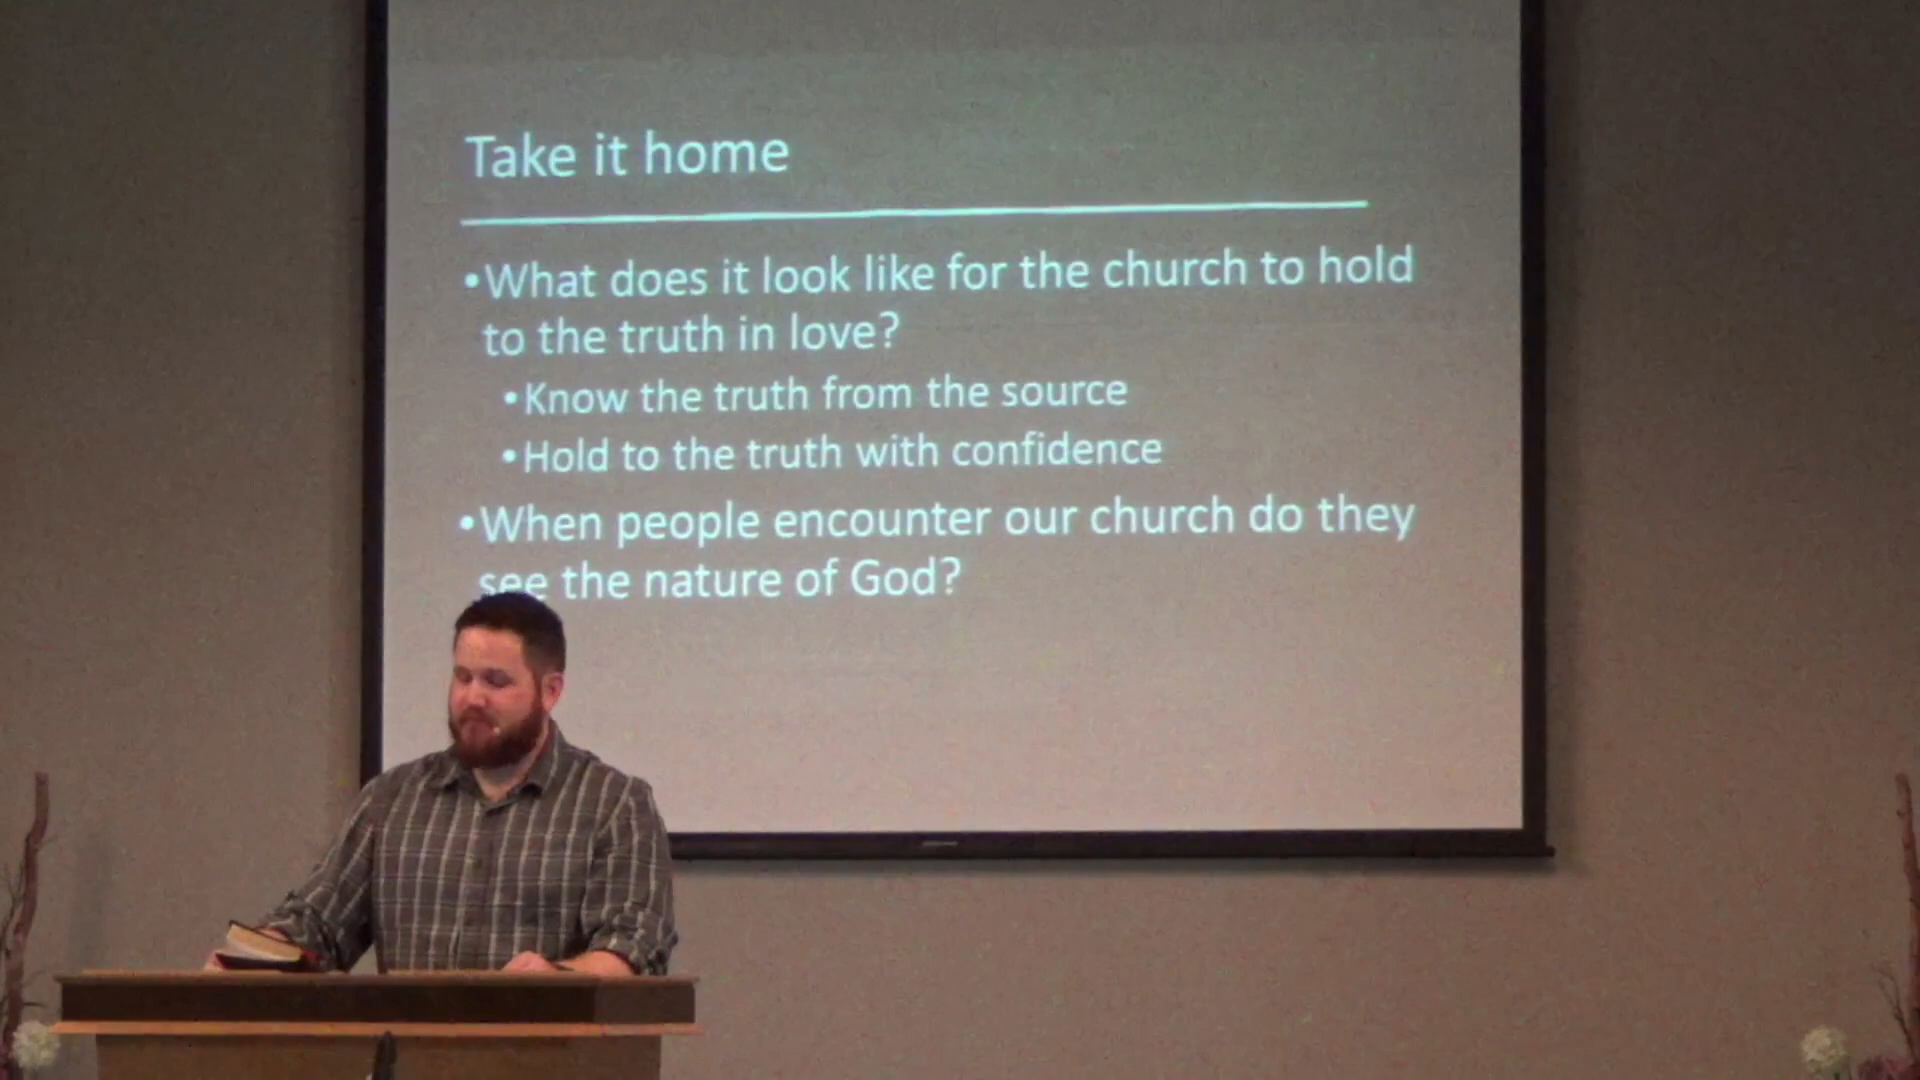 Take it home
•What does it look like for the church to hold
to the truth in love?
•Know the truth from the source
•Hold to the truth with confidence
•When people encounter our church do they
see the nature of God?